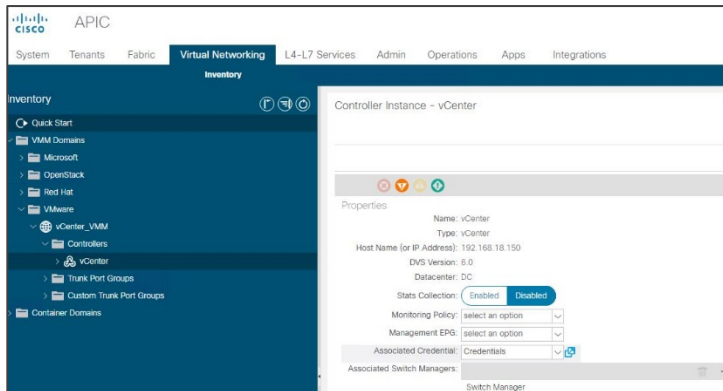 cisco APIC
System Tenants Fabric Virtual Networking L4-L7 Services Admin Operations Apps Integrations
Inventory
Inventory
Quick Start
VMM Domains
Microsoft
OpenStack
Red Hat
VMware
vCenter_VMM
Controllers
vCenter
Trunk Port Groups
Custom Trunk Port Groups
Container Domains
Controller Instance - vCenter
Properties
Name: vCenter
Type: vCenter
Host Name (or IP Address): 192.168.18.150
DVS Version: 6.0
Datacenter: DC
Stats Collection: Enabled Disabled
Monitoring Policy: select an option
Management EPG: select an option
Associated Credential: Credentials
Associated Switch Managers:
Switch Manager